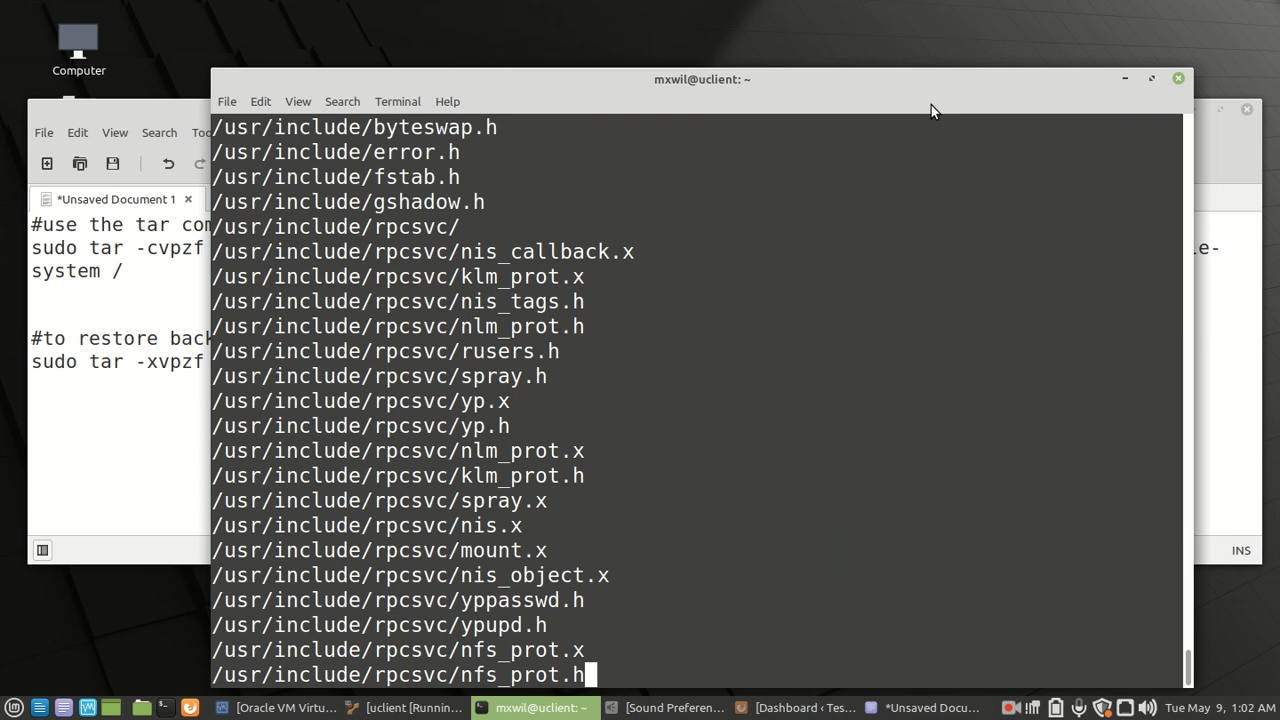 Computer
mxwil@uclient: ~
File Edit View Search Terminal Help
/usr/include/byteswap.h
/usr/include/error.h
/usr/include/fstab.h
/usr/include/gshadow.h
/usr/include/rpcsvc/
/usr/include/rpcsvc/nis_callback.x
/usr/include/rpcsvc/klm_prot.x
/usr/include/rpcsvc/nis_tags.h
/usr/include/rpcsvc/nlm_prot.h
/usr/include/rpcsvc/rusers.h
/usr/include/rpcsvc/spray.h
/usr/include/rpcsvc/yp.x
/usr/include/rpcsvc/yp.h
/usr/include/rpcsvc/nlm_prot.x
/usr/include/rpcsvc/klm_prot.h
/usr/include/rpcsvc/spray.x
/usr/include/rpcsvc/nis.x
/usr/include/rpcsvc/mount.x
/usr/include/rpcsvc/nis_object.x
/usr/include/rpcsvc/yppasswd.h
/usr/include/rpcsvc/ypupd.h
/usr/include/rpcsvc/nfs_prot.x
/usr/include/rpcsvc/nfs_prot.h
File Edit View Search Too
*Unsaved Document 1
#use the tar com
sudo tar -cvpzf le-
system /
#to restore back
sudo tar -xvpzf
INS
[Oracle VM Virtu... [uclient [Runnin... mxwil@uclient: ~ [Sound Preferen... [Dashboard ‹ Tes... *Unsaved Docu... Tue May 9, 1:02 AM